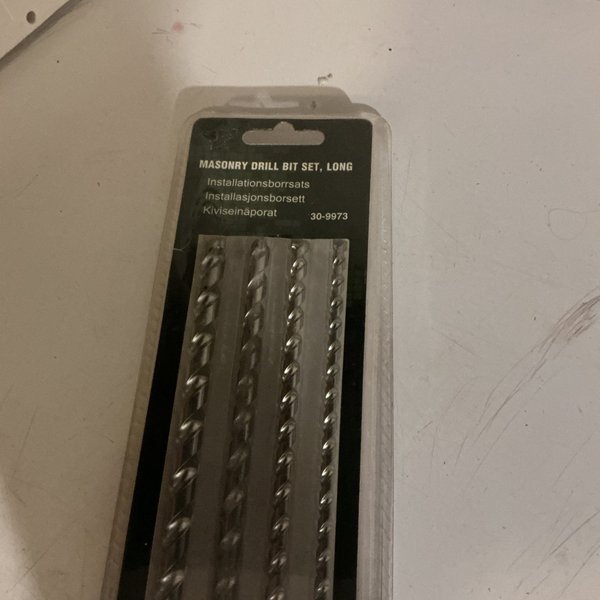 MASONRY DRILL BIT SET, LONG
Installationsborrsats
Installasjonsborsett
Kiviseinäporat 30-9973